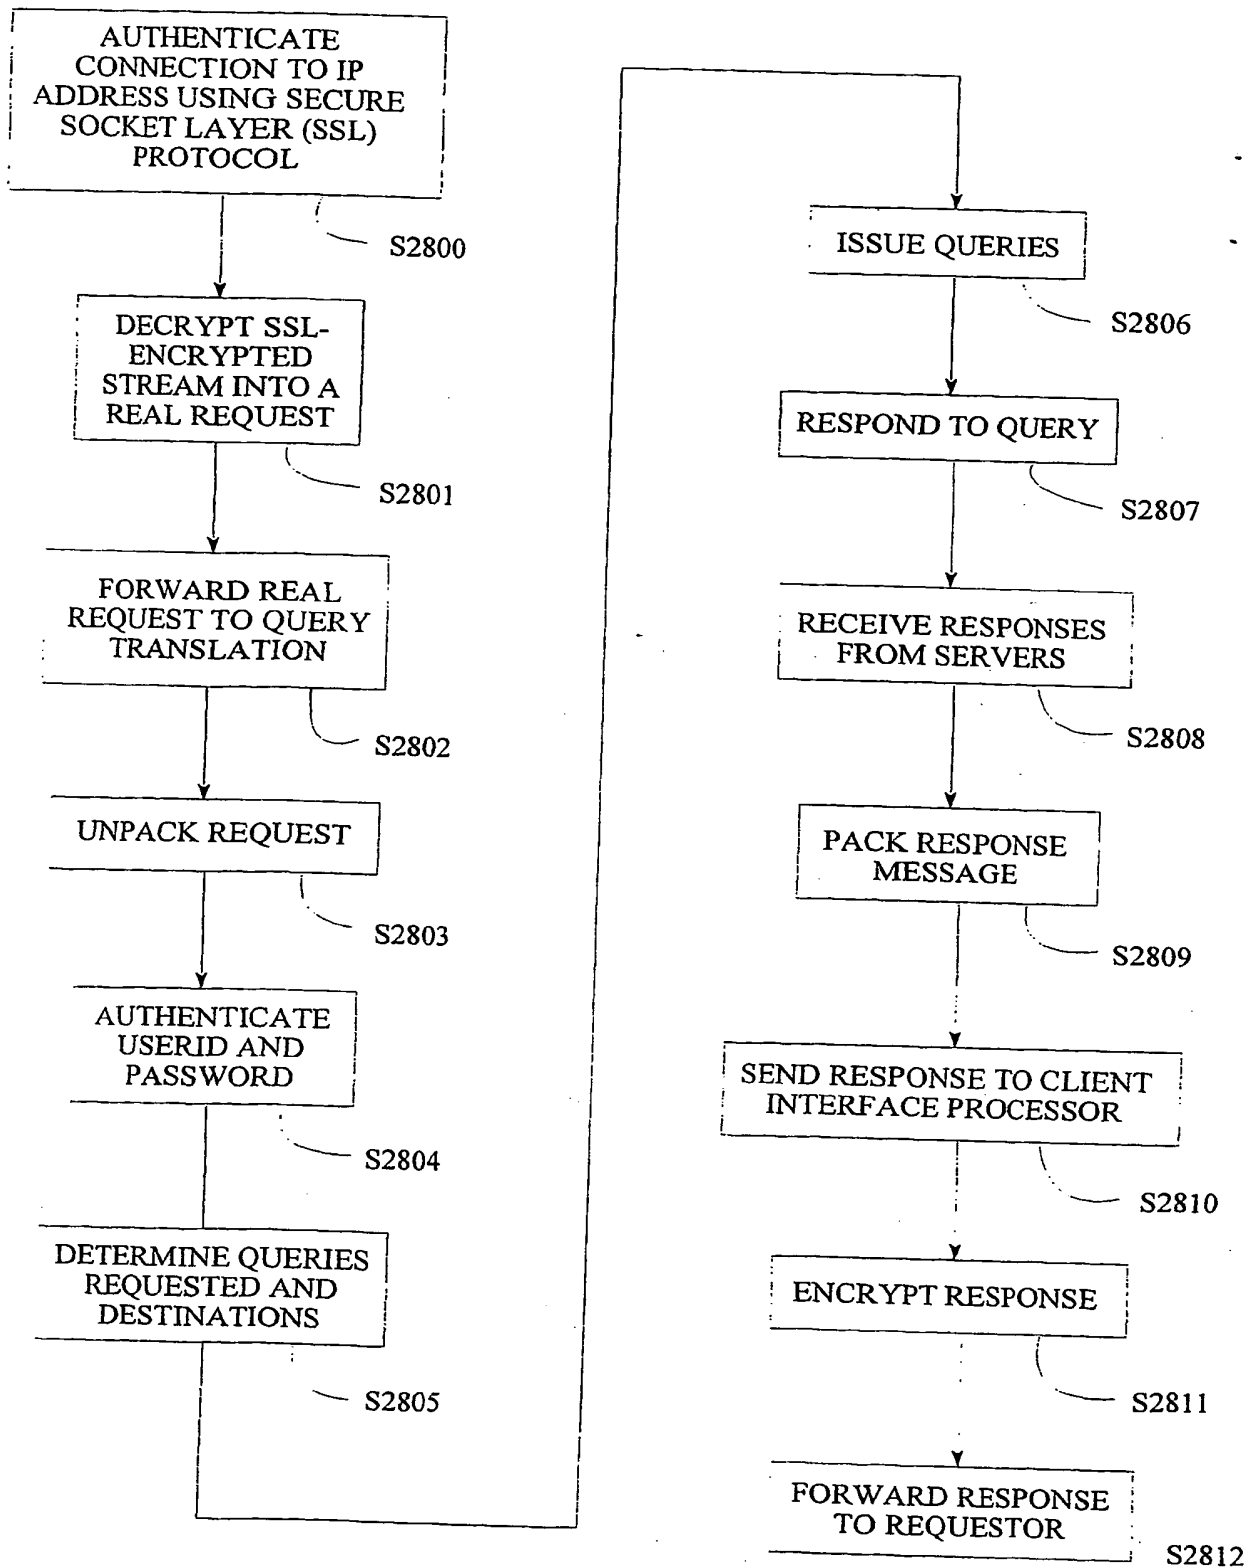 AUTHENTICATE
CONNECTION TO IP
ADDRESS USING SECURE
SOCKET LAYER (SSL)
PROTOCOL
S2800
DECRYPT SSL-
ENCRYPTED
STREAM INTO A
REAL REQUEST
S2801
FORWARD REAL
REQUEST TO QUERY
TRANSLATION
S2802
UNPACK REQUEST
S2803
AUTHENTICATE
USERID AND
PASSWORD
S2804
DETERMINE QUERIES
REQUESTED AND
DESTINATIONS
S2805
ISSUE QUERIES
S2806
RESPOND TO QUERY
S2807
RECEIVE RESPONSES
FROM SERVERS
S2808
PACK RESPONSE
MESSAGE
S2809
SEND RESPONSE TO CLIENT
INTERFACE PROCESSOR
S2810
ENCRYPT RESPONSE
S2811
FORWARD RESPONSE
TO REQUESTOR
S2812